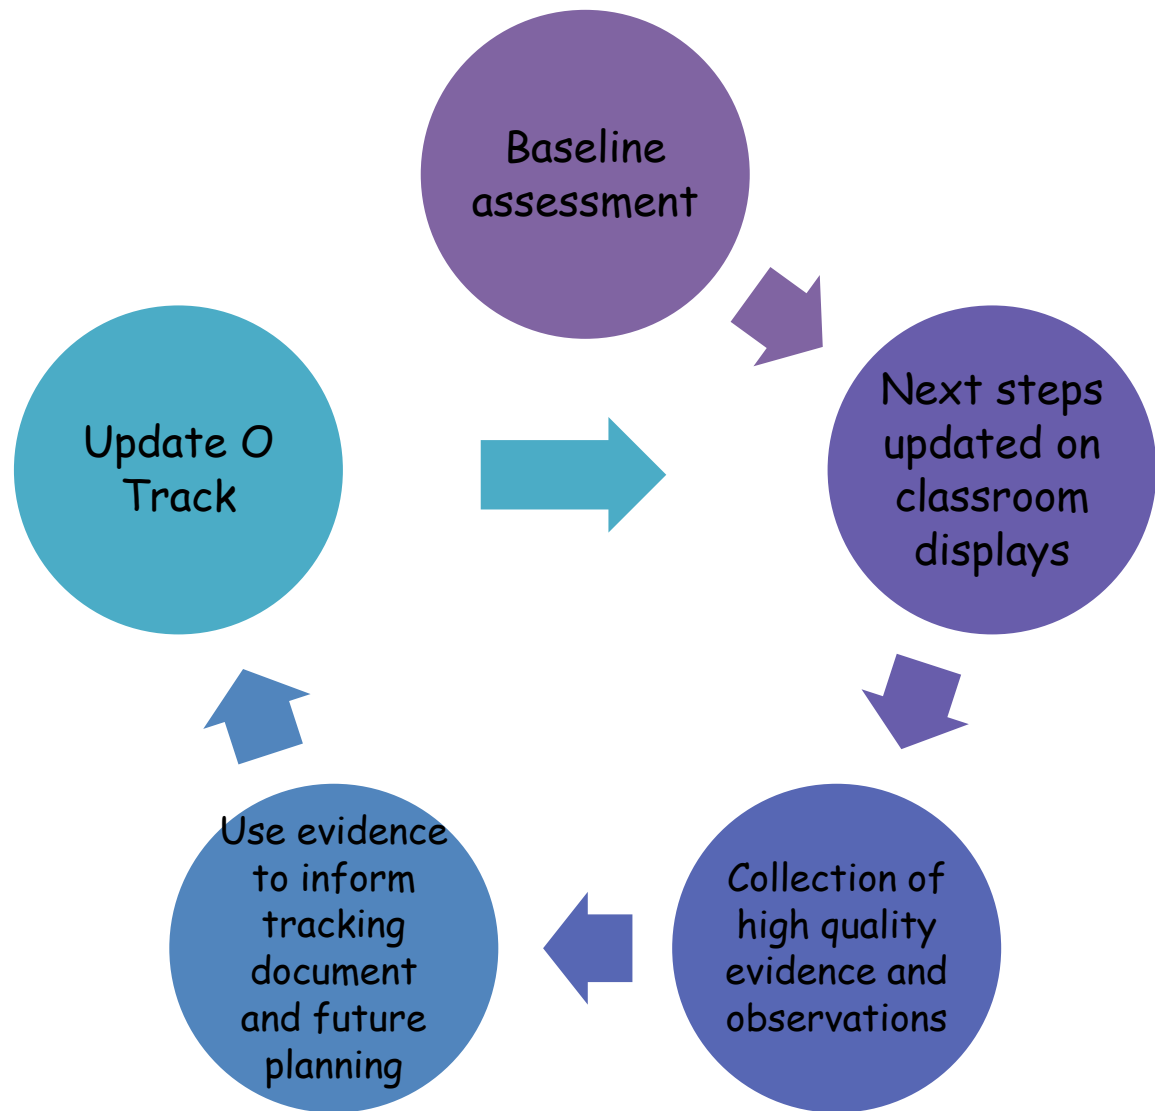 Baseline
assessment
Next steps
updated on
classroom
displays
Collection of
high quality
evidence and
observations
Use evidence
to inform
tracking
document
and future
planning
Update O
Track